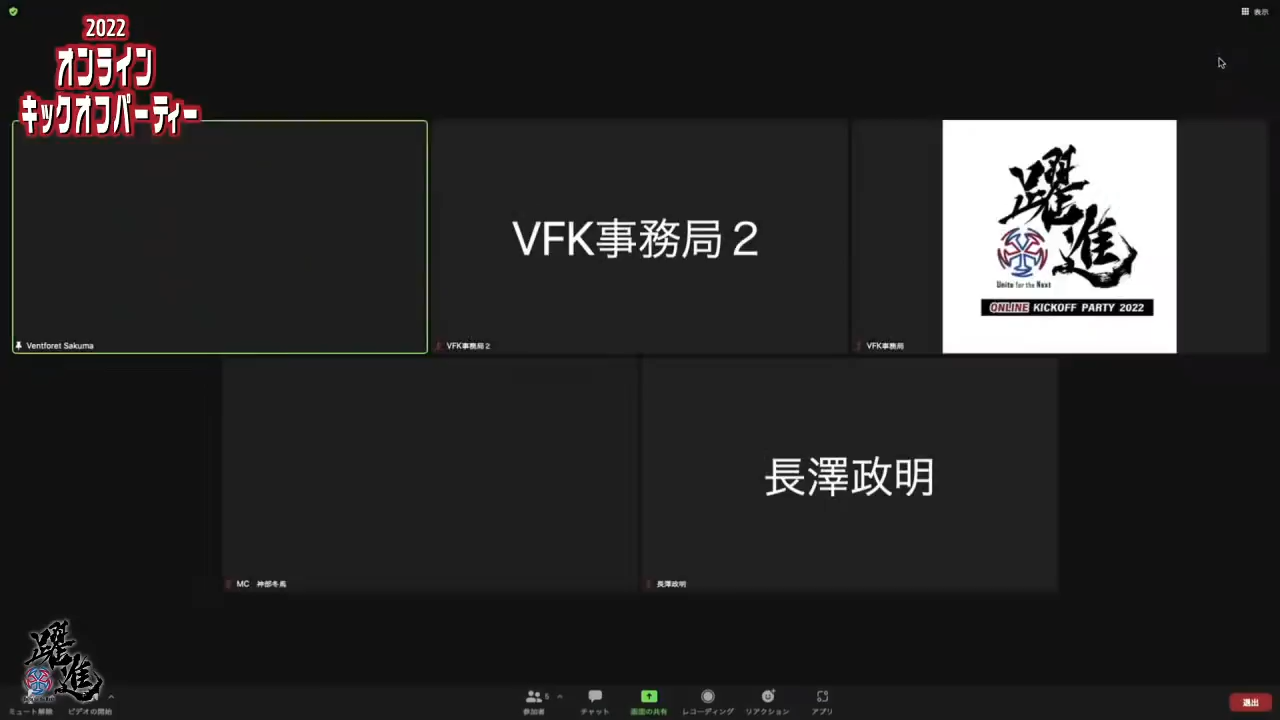 2022
オンライン
キックオフパーティー
表示
Ventforet Sakuma
VFK事務局２
VFK事務局２
躍進
Unite for the Next
ONLINE KICKOFF PARTY 2022
VFK事務局
MC 神部冬馬
長澤政明
長澤政明
躍進
ミュート解除
ビデオの開始
5
参加者
チャット
画面の共有
レコーディング
リアクション
アプリ
退出